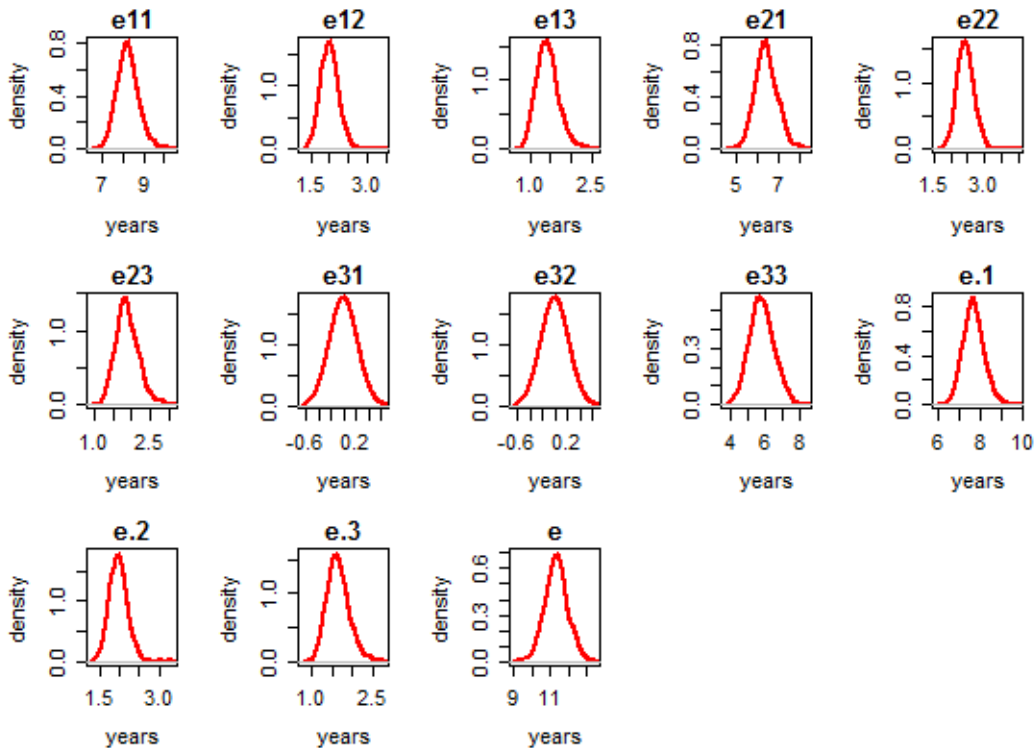 e11 e12 e13 e21 e22
density 0.0 0.4 0.8 density 0.0 1.0 density 0.0 1.0 density 0.0 0.4 0.8 density 0.0 1.0
7 9 1.5 3.0 1.0 2.5 5 7 1.5 3.0
years years years years years
e23 e31 e32 e33 e.1
density 0.0 1.0 density 0.0 1.0 density 0.0 1.0 density 0.0 0.3 density 0.0 0.4 0.8
1.0 2.5 -0.6 0.2 -0.6 0.2 4 6 8 6 8 10
years years years years years
e.2 e.3 e
density 0.0 1.0 density 0.0 1.0 density 0.0 0.3 0.6
1.5 3.0 1.0 2.5 9 11
years years years